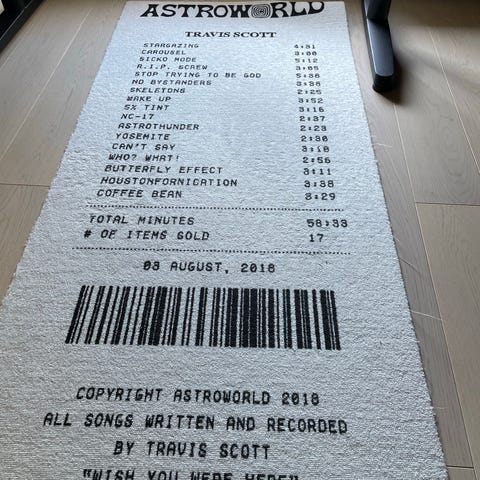 ASTROWORLD
TRAVIS SCOTT
STARGAZING 4:31
CAROUSEL 3:00
SICKO MODE 5:12
R.I.P. SCREW 3:05
STOP TRYING TO BE GOD 5:38
NO BYSTANDERS 3:38
SKELETONS 2:25
WAKE UP 3:52
5% TINT 3:16
NC-17 2:37
ASTROTHUNDER 2:23
YOSEMITE 2:30
CAN'T SAY 3:18
WHO? WHAT! 2:56
BUTTERFLY EFFECT 3:11
HOUSTONFORNICATION 3:38
COFFEE BEAN 3:29
TOTAL MINUTES 58:33
# OF ITEMS SOLD 17
03 AUGUST, 2018
COPYRIGHT ASTROWORLD 2018
ALL SONGS WRITTEN AND RECORDED
BY TRAVIS SCOTT
"WISH YOU WERE HERE"